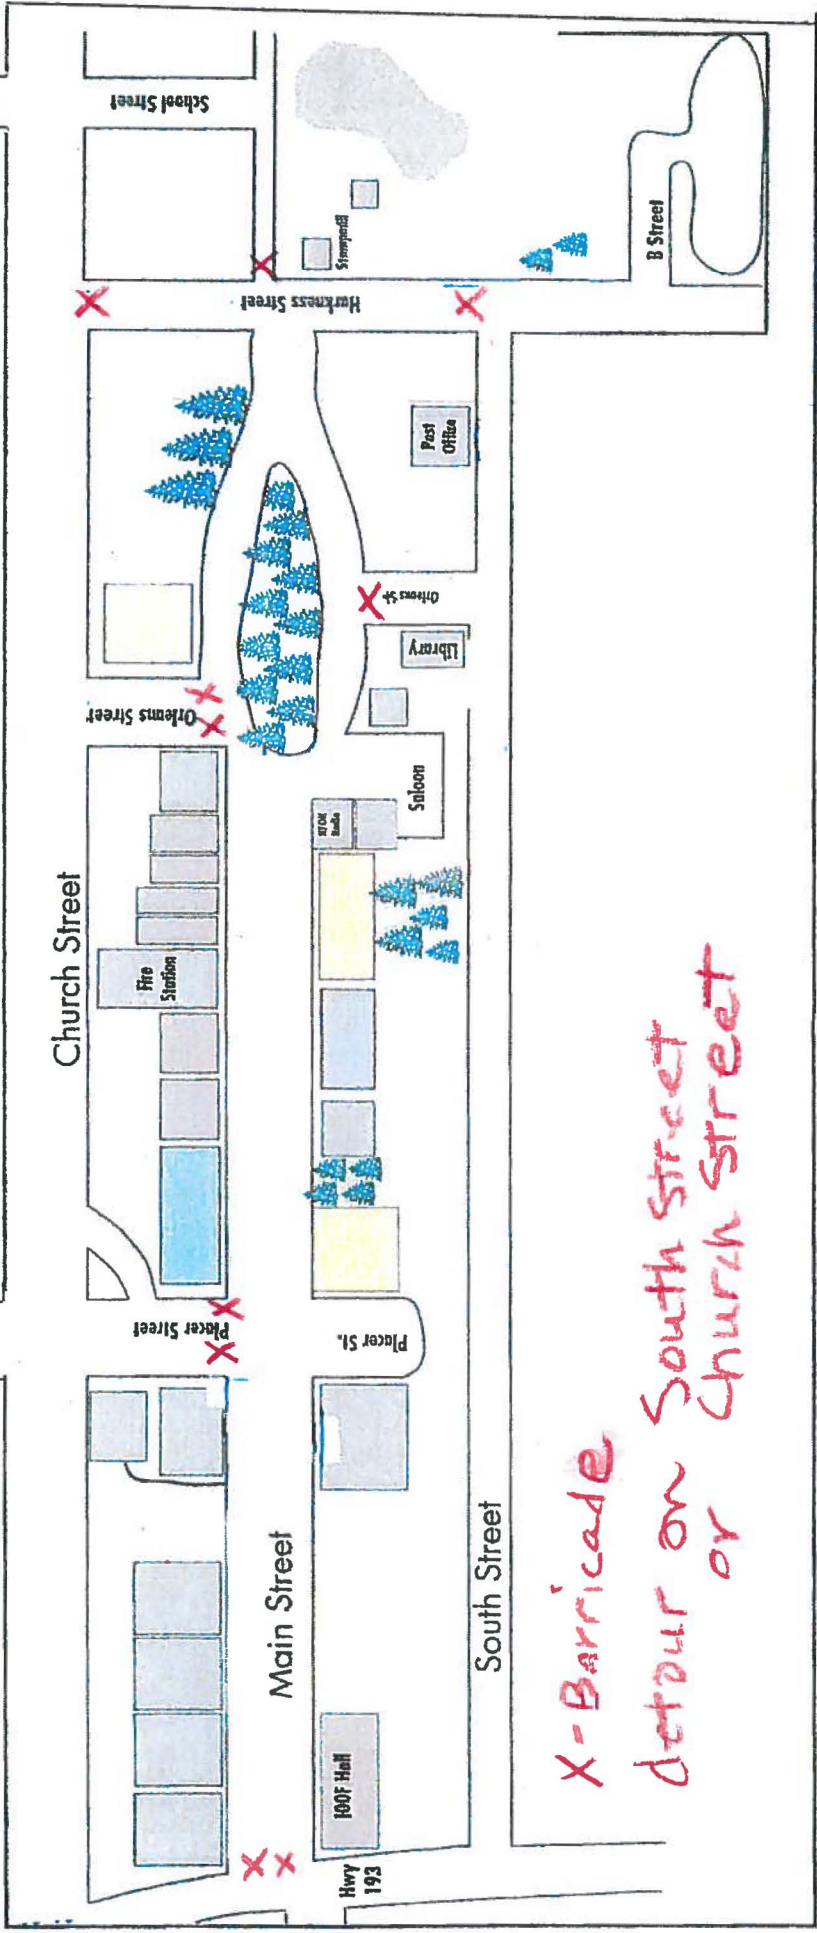 Church Street
School Street
Harkness Street
Stampmill
B Street
Orleans Street
Orleans St
Post
Office
Library
Saloon
Fire
Station
Placer Street
Placer St.
Main Street
IOOF Hall
Hwy
193
South Street
X - Barricade
detour on South Street
or Church Street